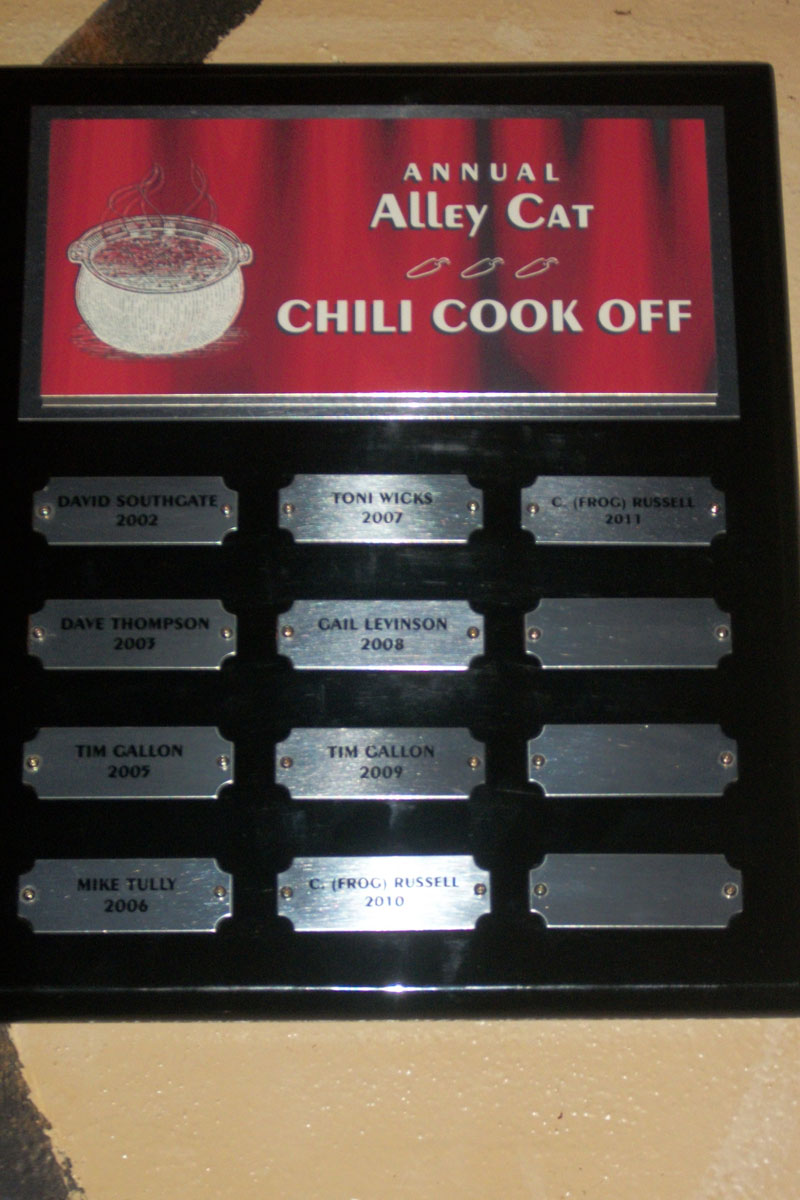 ANNUAL
ALLEY CAT
CHILI COOK OFF
DAVID SOUTHGATE
2002
DAVE THOMPSON
2003
TIM GALLON
2005
MIKE TULLY
2006
TONI WICKS
2007
GAIL LEVINSON
2008
TIM GALLON
2009
C. (FROG) RUSSELL
2010
C. (FROG) RUSSELL
2011